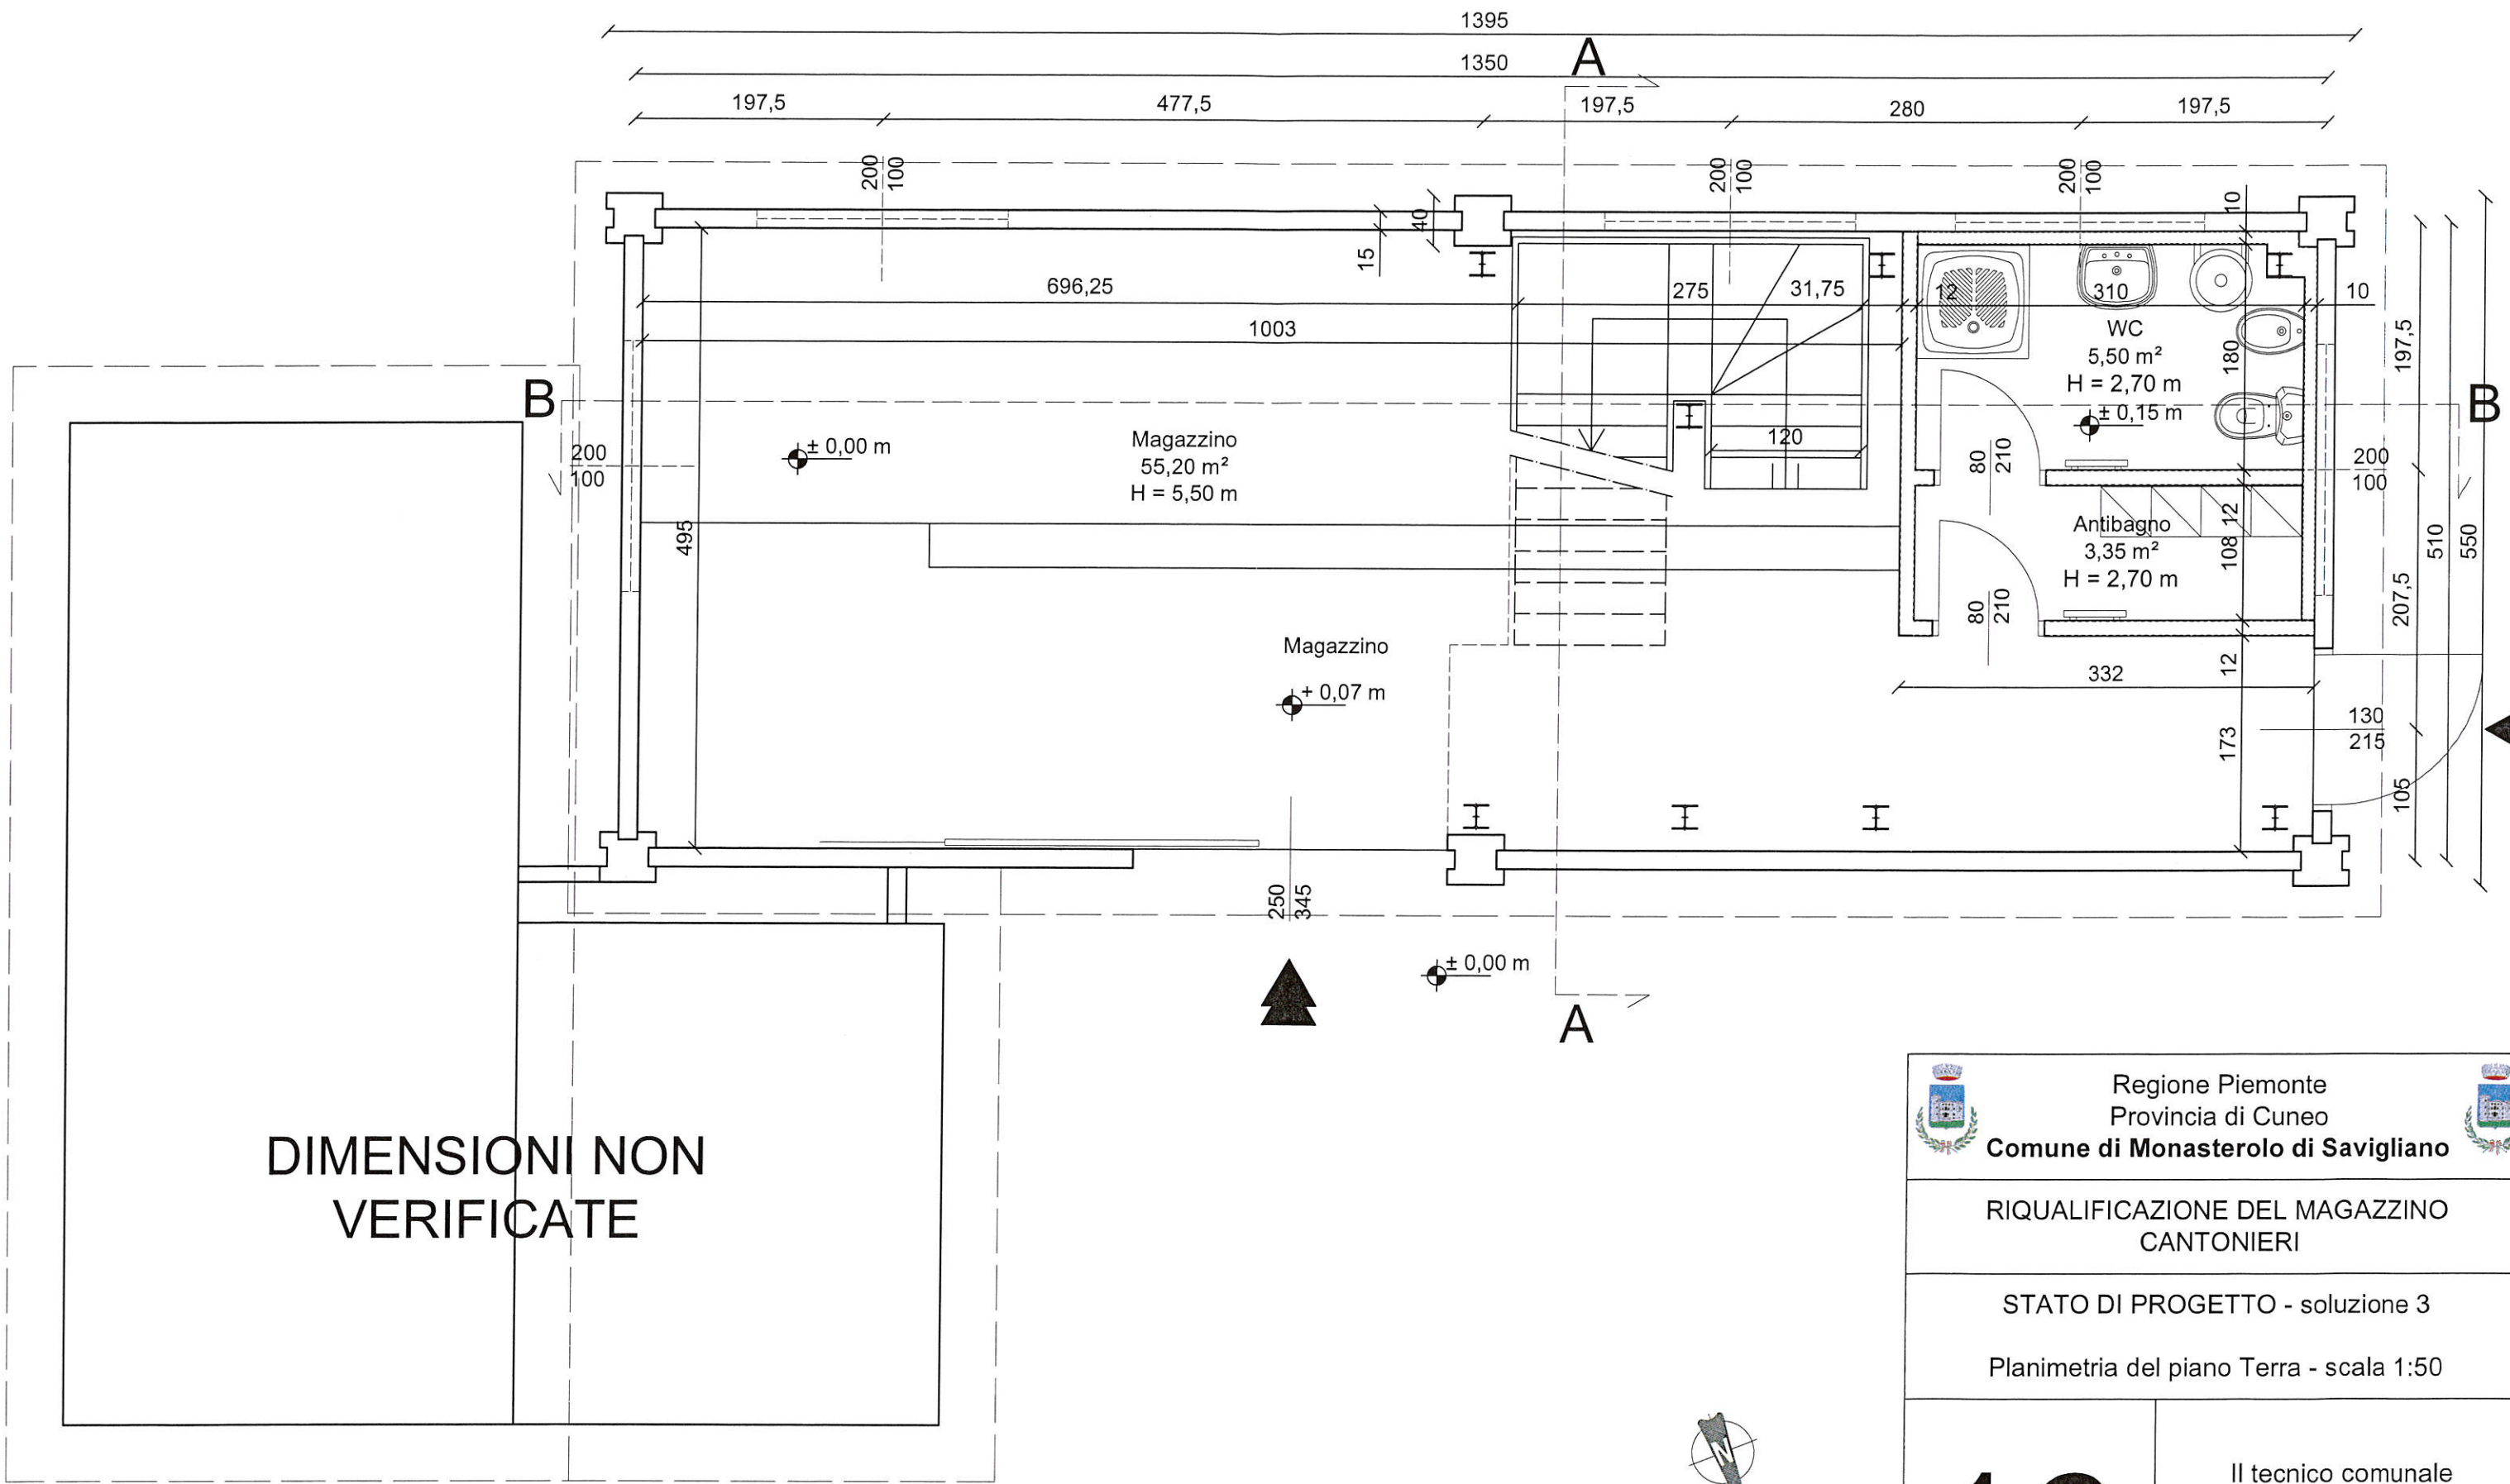 1395
1350
A
197,5
477,5
197,5
280
197,5
200
100
200
100
200
100
10
40
15
696,25
275
31,75
12
310
10
1003
WC
5,50 m²
H = 2,70 m
± 0,15 m
180
197,5
B
B
± 0,00 m
Magazzino
55,20 m²
H = 5,50 m
120
200
100
80
210
200
100
495
Antibagno
3,35 m²
H = 2,70 m
12
108
510
550
80
210
207,5
Magazzino
+ 0,07 m
12
332
130
215
173
105
250
345
± 0,00 m
A
DIMENSIONI NON
VERIFICATE
Regione Piemonte
Provincia di Cuneo
Comune di Monasterolo di Savigliano
RIQUALIFICAZIONE DEL MAGAZZINO
CANTONIERI
STATO DI PROGETTO - soluzione 3
Planimetria del piano Terra - scala 1:50
N
Il tecnico comunale